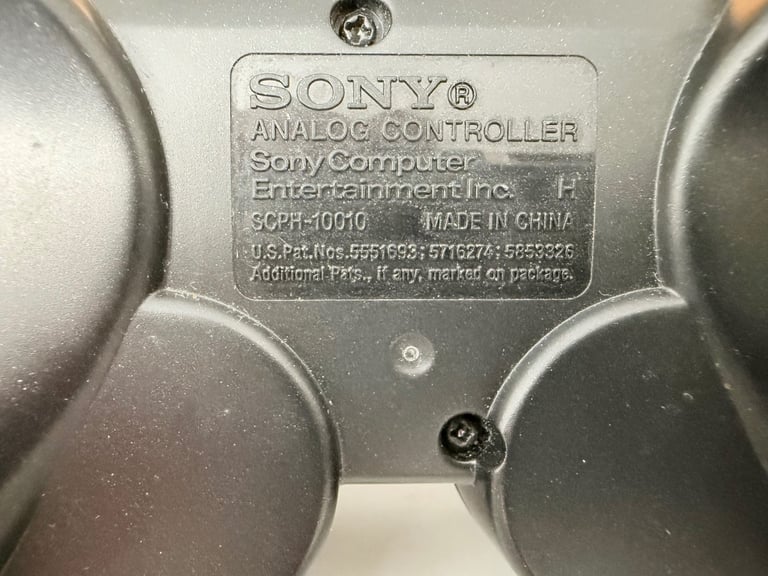 SONY®
ANALOG CONTROLLER
Sony Computer
Entertainment Inc. H
SCPH-10010 MADE IN CHINA
U.S.Pat.Nos.5551693; 5716274; 5853326
Additional Pats., if any, marked on package.